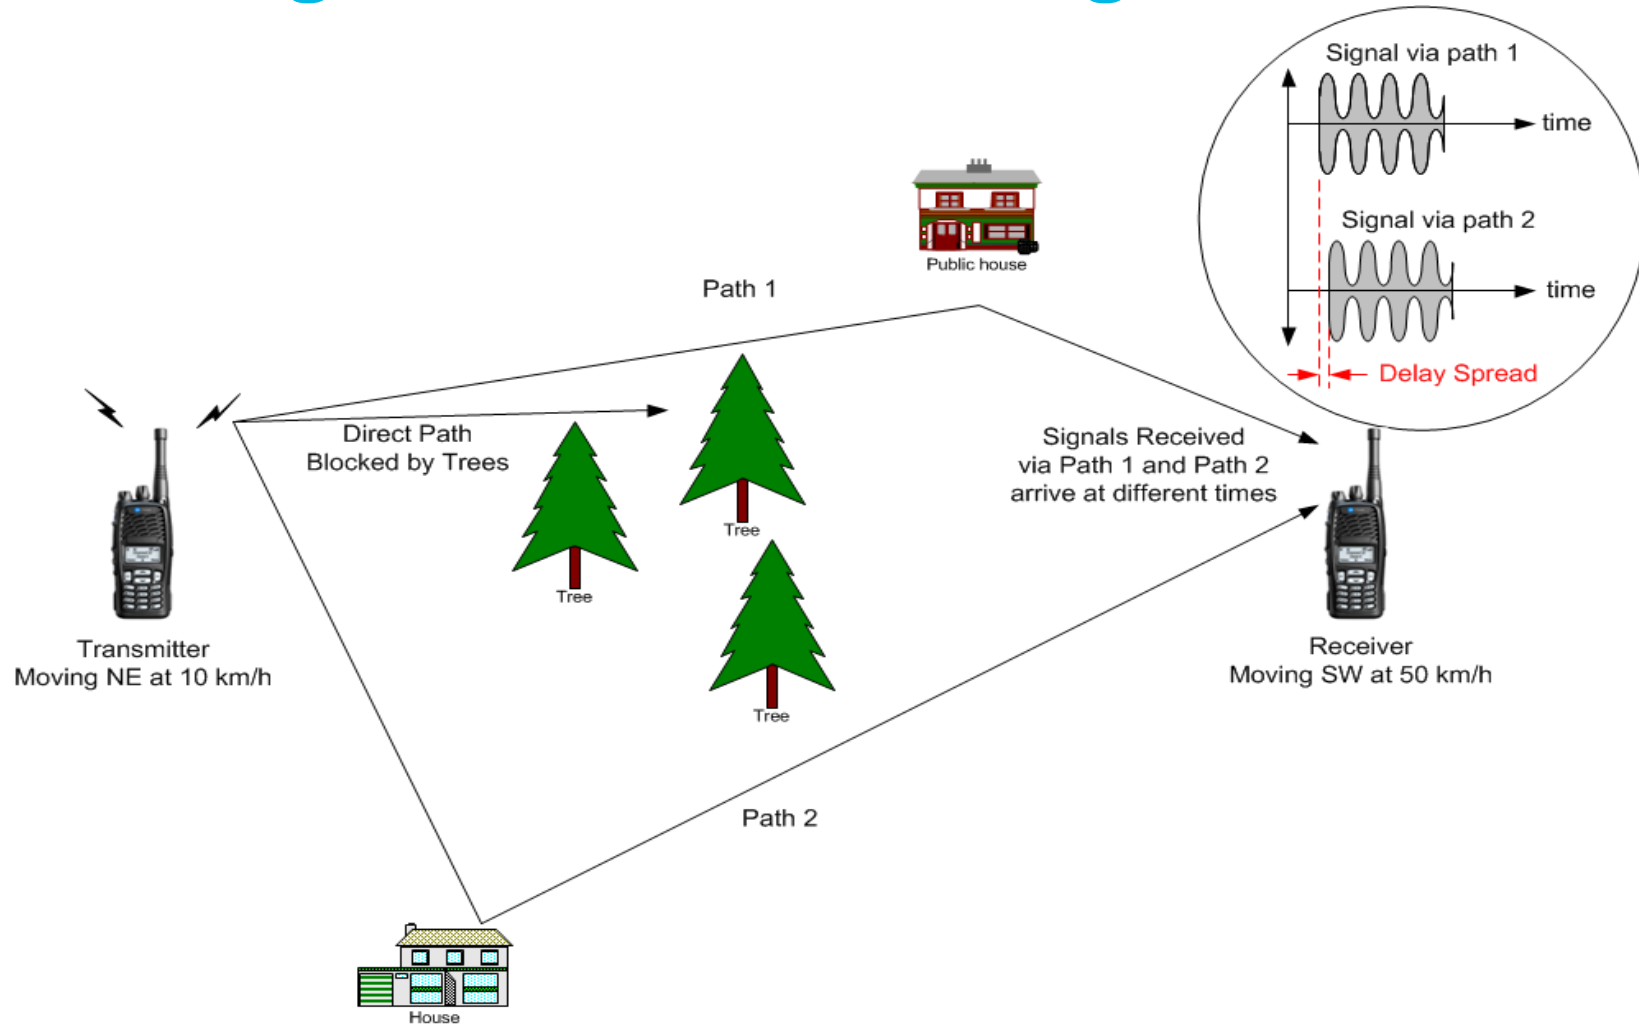 Signal via path 1
time
Signal via path 2
time
Delay Spread
Public house
Path 1
Direct Path
Blocked by Trees
Signals Received
via Path 1 and Path 2
arrive at different times
Tree
Tree
Tree
Transmitter
Moving NE at 10 km/h
Receiver
Moving SW at 50 km/h
Path 2
House